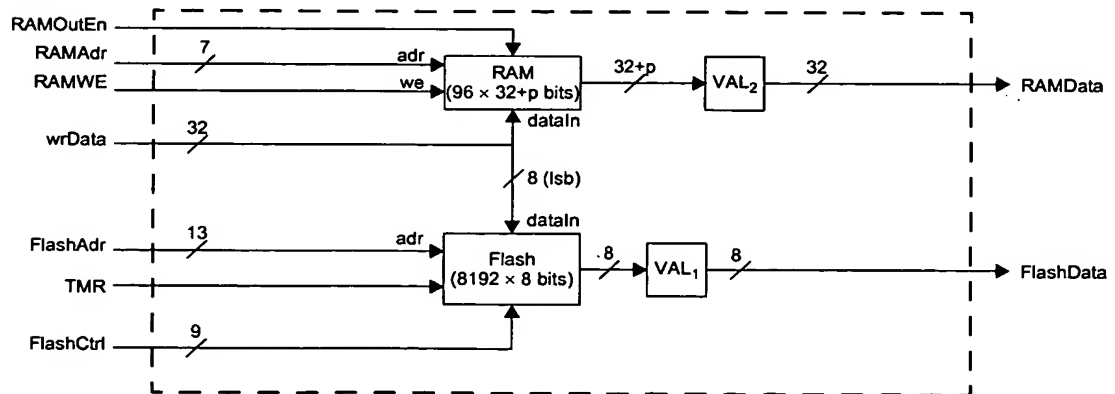 RAMOutEn
RAMAdr
7
adr
RAMWE
we
RAM
(96 × 32+p bits)
32+p
VAL2
32
RAMData
dataIn
wrData
32
8 (lsb)
dataIn
FlashAdr
13
adr
Flash
(8192 × 8 bits)
8
VAL1
8
FlashData
TMR
FlashCtrl
9